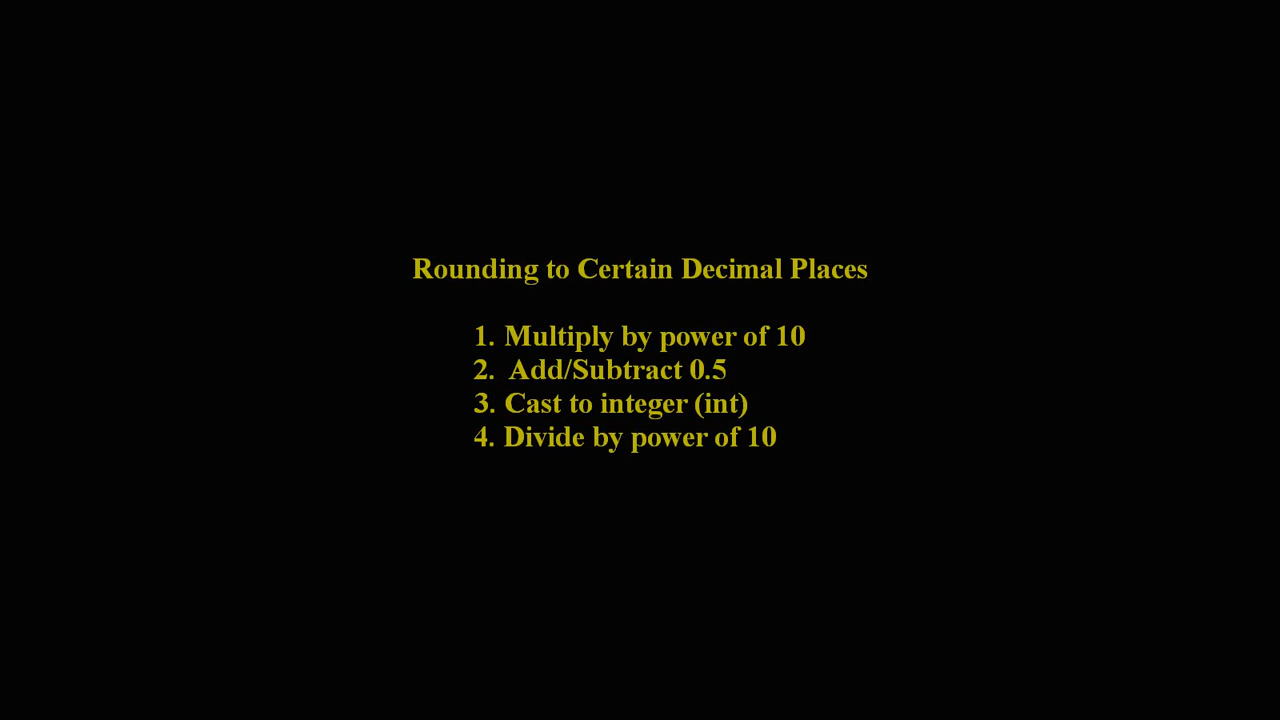 Rounding to Certain Decimal Places
1. Multiply by power of 10
2. Add/Subtract 0.5
3. Cast to integer (int)
4. Divide by power of 10